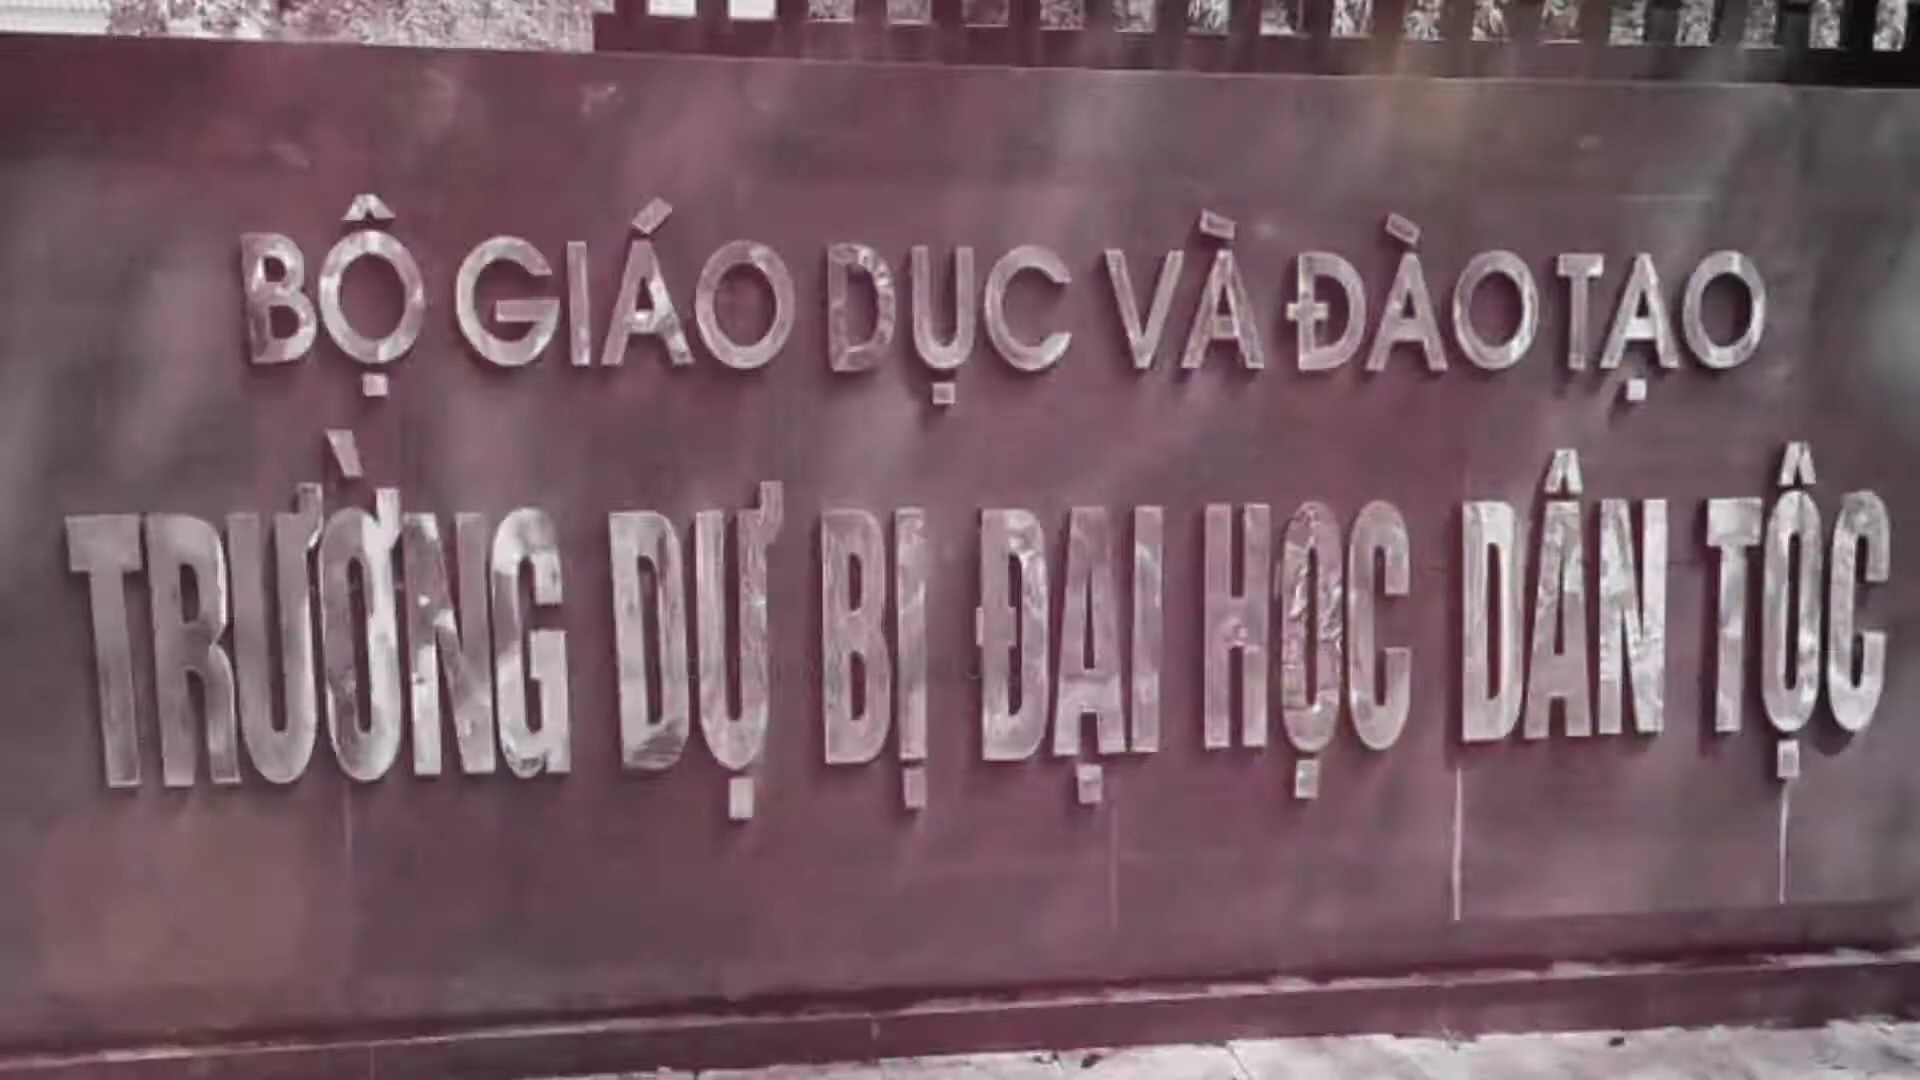 BỘ GIÁO DỤC VÀ ĐÀO TẠO
TRƯỜNG DỰ BỊ ĐẠI HỌC DÂN TỘC